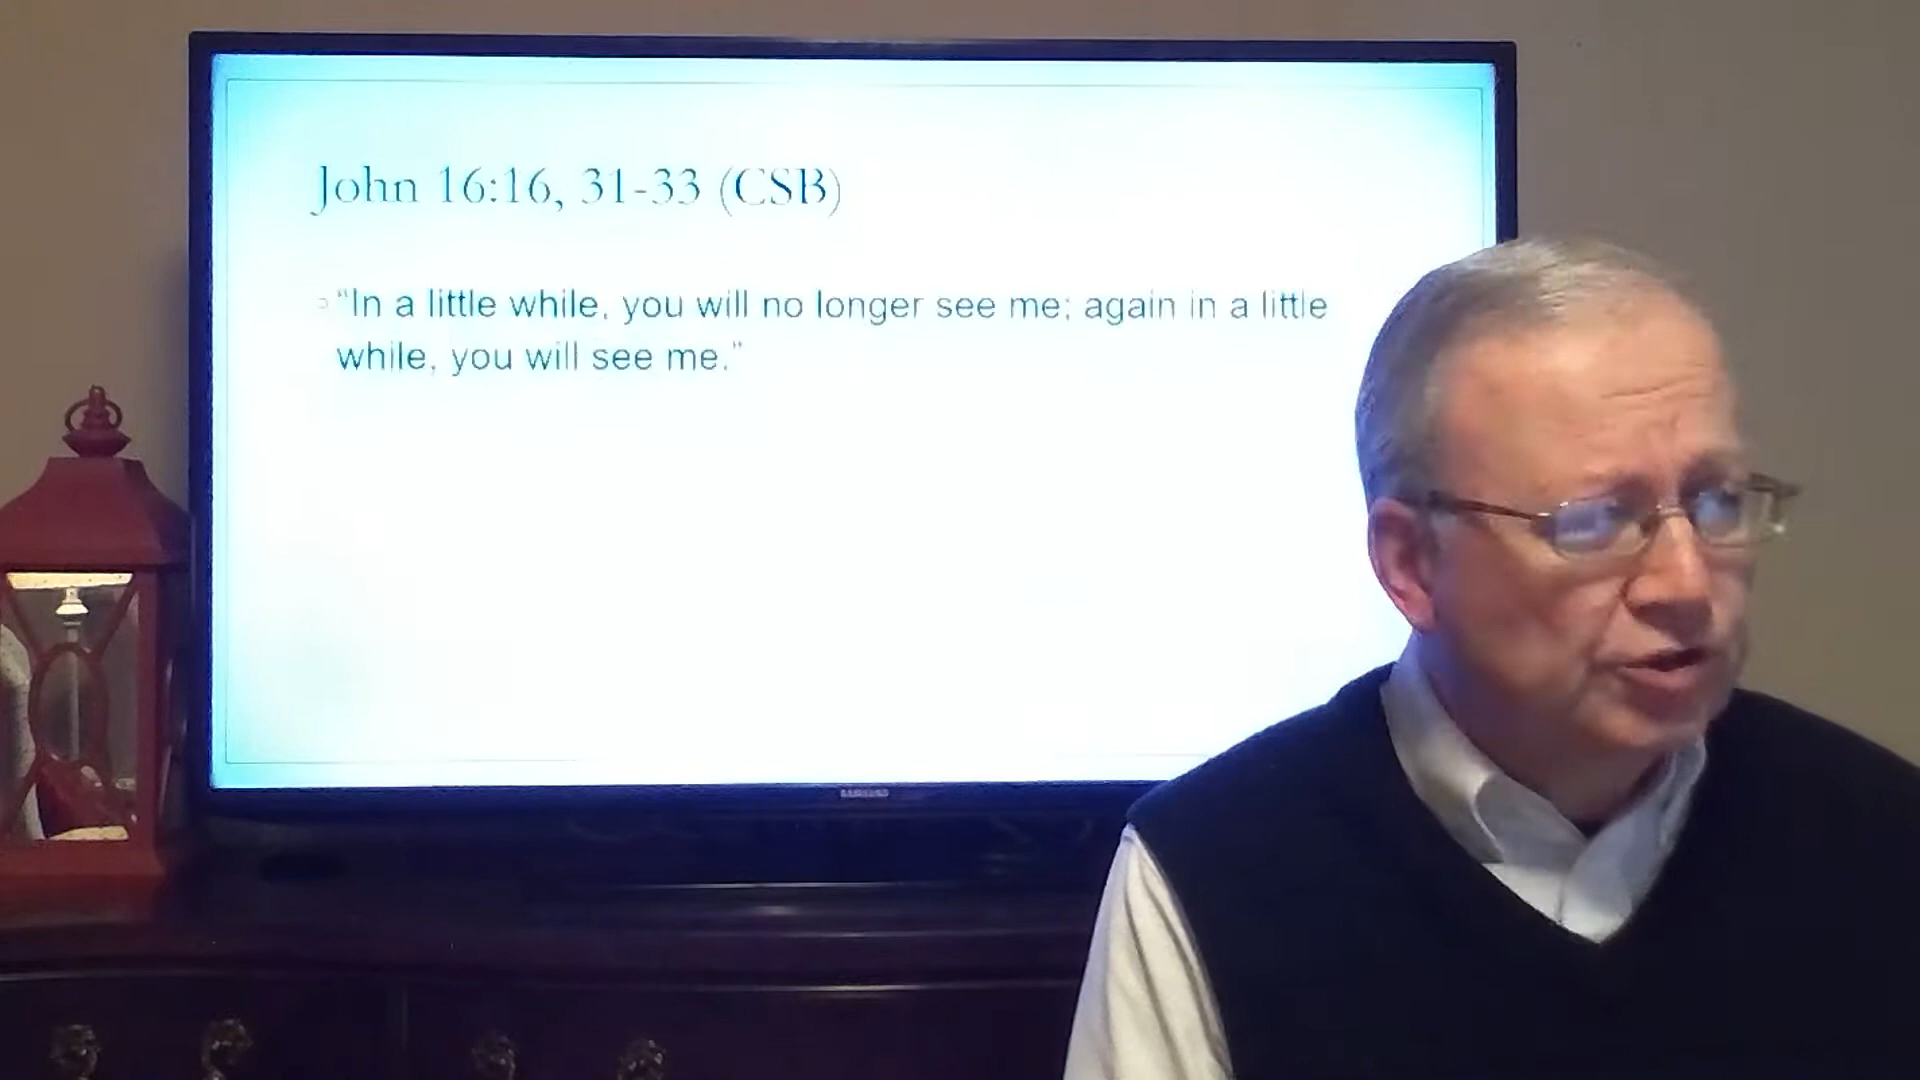 John 16:16, 31-33 (CSB)
“In a little while, you will no longer see me; again in a little
while, you will see me.”
SAMSUNG